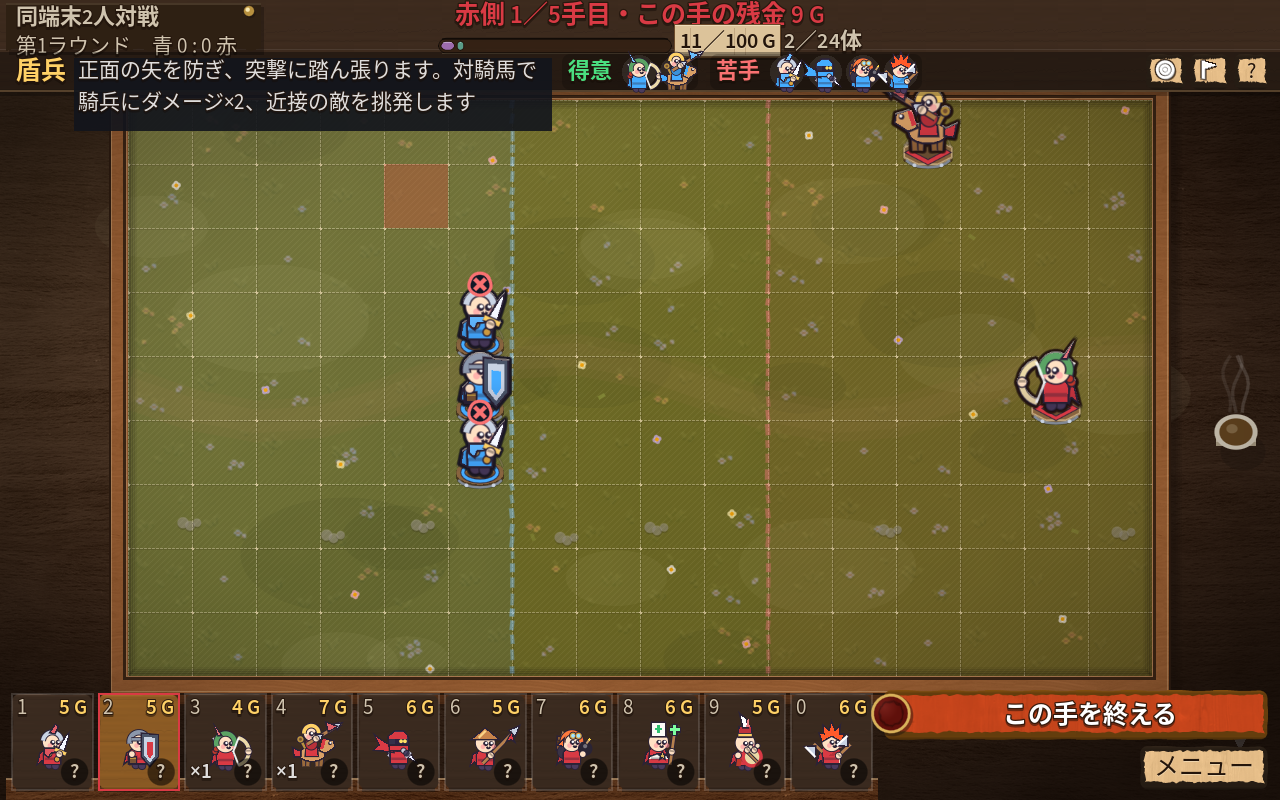 同端末2人対戦
第1ラウンド 青 0 : 0 赤
赤側 1／5手目・この手の残金 9 G
11／100 G
2／24体
盾兵
正面の矢を防ぎ、突撃に踏ん張ります。対騎馬で
騎兵にダメージ×2、近接の敵を挑発します
得意
苦手
?
1 5 G ?
2 5 G ?
3 4 G ×1 ?
4 7 G ×1 ?
5 6 G ?
6 5 G ?
7 6 G ?
8 6 G ?
9 5 G ?
0 6 G ?
この手を終える
メニュー